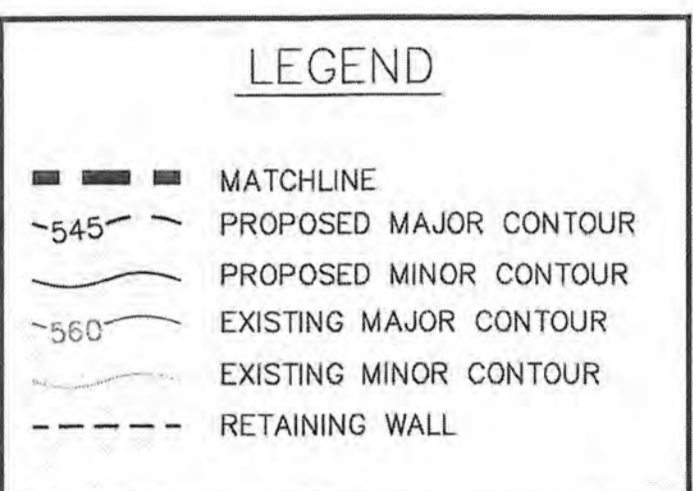 LEGEND
MATCHLINE
545 PROPOSED MAJOR CONTOUR
PROPOSED MINOR CONTOUR
560 EXISTING MAJOR CONTOUR
EXISTING MINOR CONTOUR
RETAINING WALL